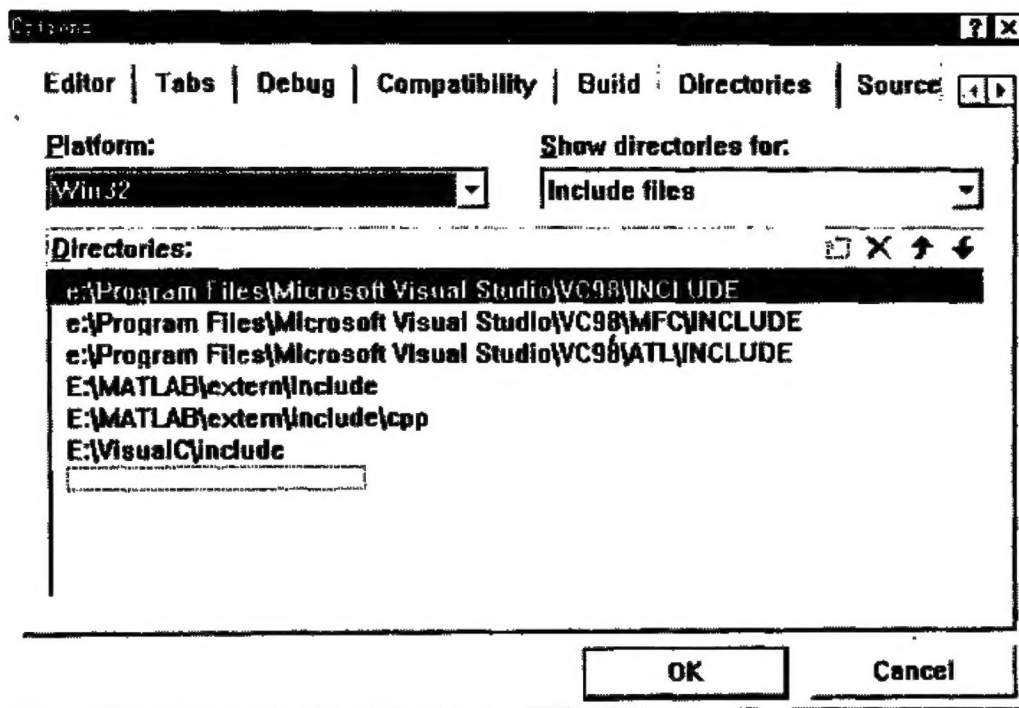 Options
Editor Tabs Debug Compatibility Build Directories Source
Platform: Show directories for:
Win32 Include files
Directories:
e:\Program Files\Microsoft Visual Studio\VC98\INCLUDE
e:\Program Files\Microsoft Visual Studio\VC98\MFC\INCLUDE
e:\Program Files\Microsoft Visual Studio\VC98\ATL\INCLUDE
E:\MATLAB\extern\include
E:\MATLAB\extern\include\cpp
E:\VisualC\include
OK Cancel